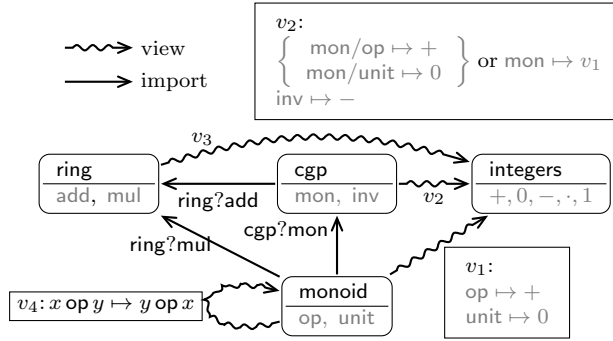 v₂:
view
{ mon/op ↦ +
mon/unit ↦ 0 } or mon ↦ v₁
import
inv ↦ −
v₃
ring
cgp
integers
add, mul
ring?add
mon, inv
v₂
+, 0, −, ·, 1
ring?mul
cgp?mon
v₁:
op ↦ +
unit ↦ 0
v₄: x op y ↦ y op x
monoid
op, unit